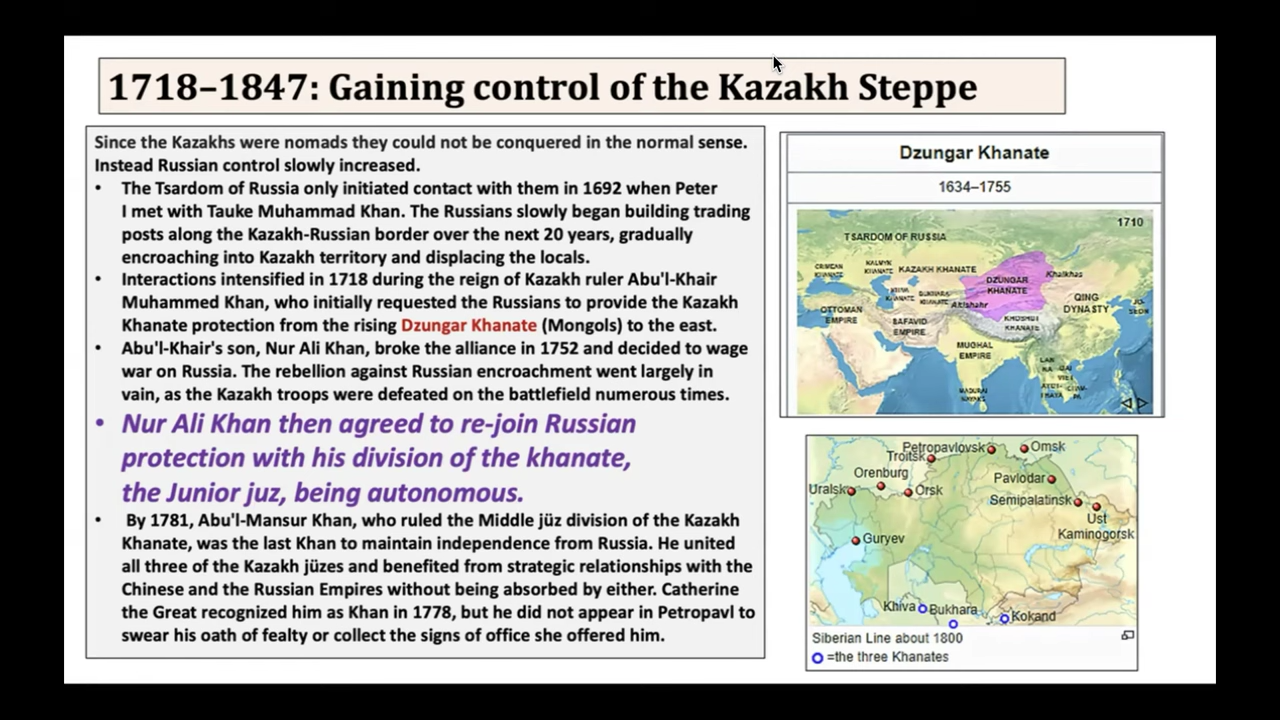 1718–1847: Gaining control of the Kazakh Steppe
Since the Kazakhs were nomads they could not be conquered in the normal sense.
Instead Russian control slowly increased.
• The Tsardom of Russia only initiated contact with them in 1692 when Peter
I met with Tauke Muhammad Khan. The Russians slowly began building trading
posts along the Kazakh-Russian border over the next 20 years, gradually
encroaching into Kazakh territory and displacing the locals.
• Interactions intensified in 1718 during the reign of Kazakh ruler Abu'l-Khair
Muhammed Khan, who initially requested the Russians to provide the Kazakh
Khanate protection from the rising Dzungar Khanate (Mongols) to the east.
• Abu'l-Khair's son, Nur Ali Khan, broke the alliance in 1752 and decided to wage
war on Russia. The rebellion against Russian encroachment went largely in
vain, as the Kazakh troops were defeated on the battlefield numerous times.
• Nur Ali Khan then agreed to re-join Russian
protection with his division of the khanate,
the Junior juz, being autonomous.
• By 1781, Abu'l-Mansur Khan, who ruled the Middle jüz division of the Kazakh
Khanate, was the last Khan to maintain independence from Russia. He united
all three of the Kazakh jüzes and benefited from strategic relationships with the
Chinese and the Russian Empires without being absorbed by either. Catherine
the Great recognized him as Khan in 1778, but he did not appear in Petropavl to
swear his oath of fealty or collect the signs of office she offered him.
Dzungar Khanate
1634–1755
1710
TSARDOM OF RUSSIA
CRIMEAN
KHANATE
KALMYK
KHANATE
KAZAKH KHANATE
DZUNGAR
KHANATE
Khalkhas
KHIVA
KHANATE
BUKHARA
KHANATE
Altishahr
QING
DYNASTY
OTTOMAN
EMPIRE
SAFAVID
EMPIRE
KHOSHUT
KHANATE
MUGHAL
EMPIRE
Petropavlovsk
Omsk
Troitsk
Orenburg
Pavlodar
Uralsk
Orsk
Semipalatinsk
Ust
Kaminogorsk
Guryev
Khiva
Bukhara
Kokand
Siberian Line about 1800
=the three Khanates